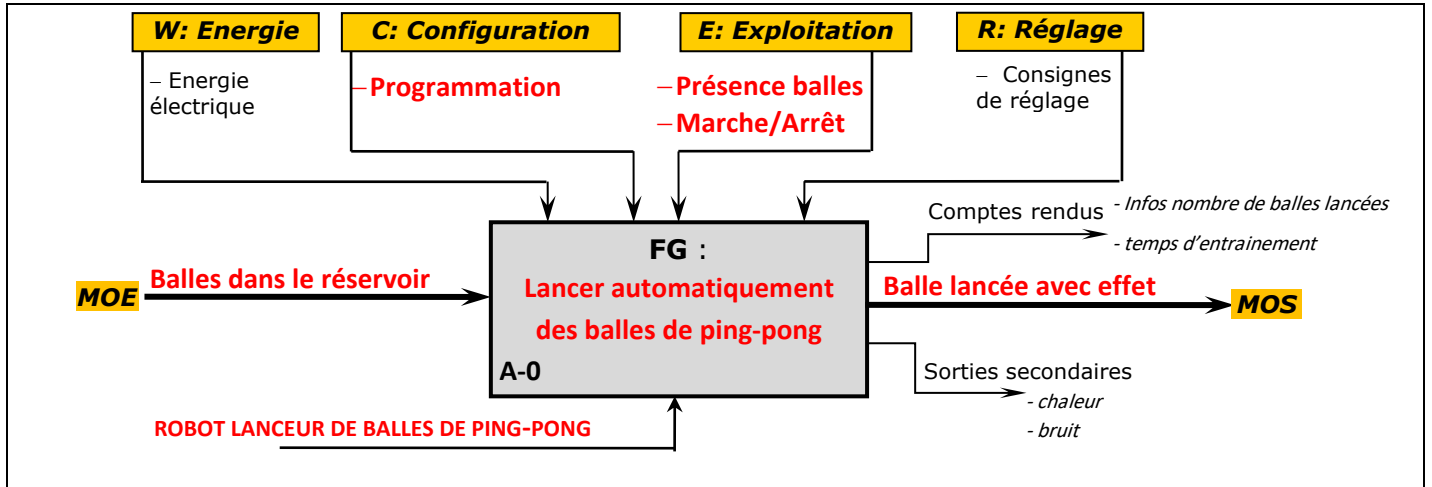 W: Energie
C: Configuration
E: Exploitation
R: Réglage
– Energie
électrique
– Programmation
– Présence balles
– Marche/Arrêt
– Consignes
de réglage
Comptes rendus
- Infos nombre de balles lancées
- temps d'entrainement
FG :
Lancer automatiquement
des balles de ping-pong
A-0
MOE
Balles dans le réservoir
Balle lancée avec effet
MOS
Sorties secondaires
- chaleur
- bruit
ROBOT LANCEUR DE BALLES DE PING-PONG